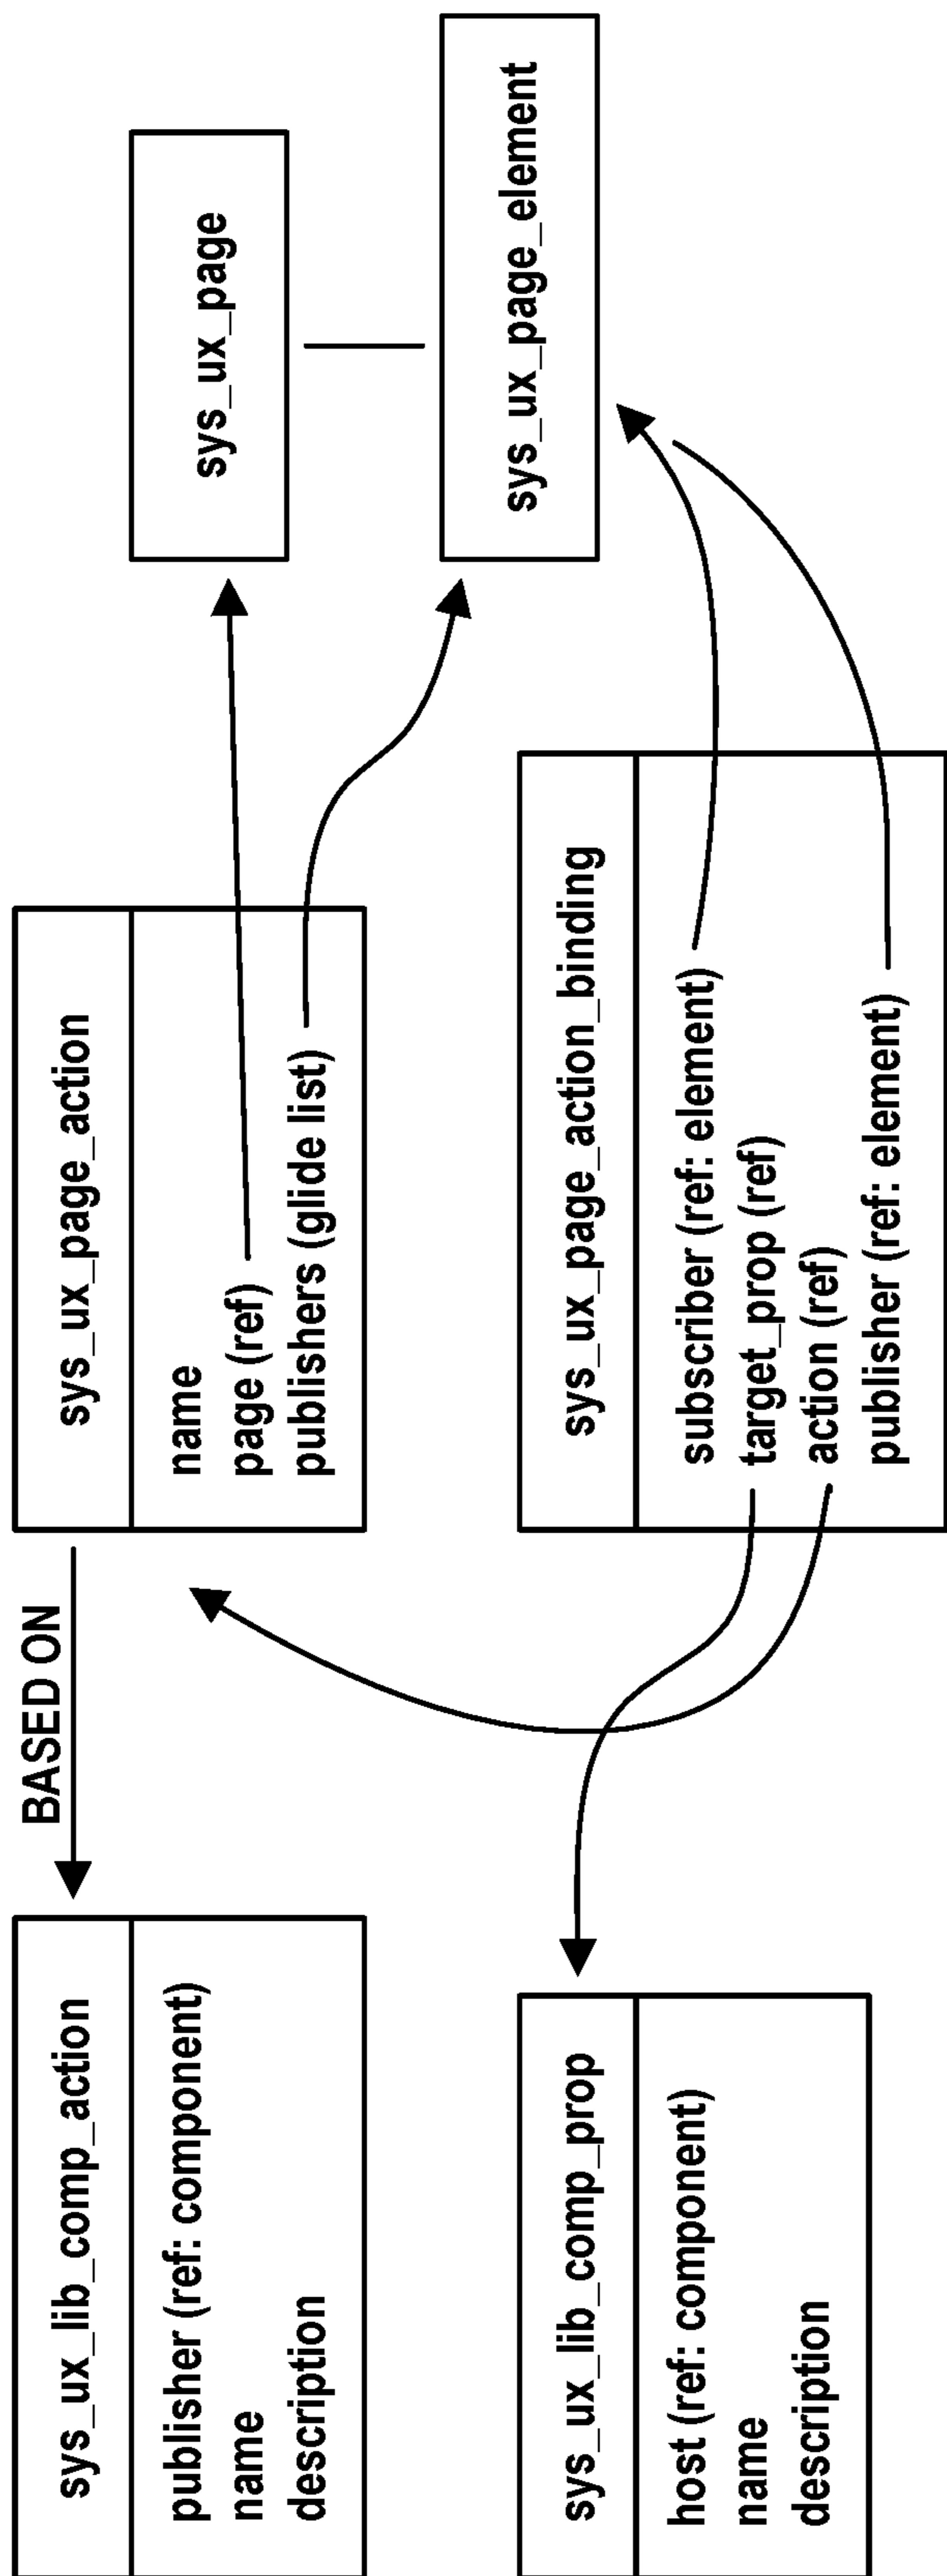 sys_ux_lib_comp_action
publisher (ref: component)
name
description
BASED ON
sys_ux_page_action
name
page (ref)
publishers (glide list)
sys_ux_page
sys_ux_page_element
sys_ux_lib_comp_prop
host (ref: component)
name
description
sys_ux_page_action_binding
subscriber (ref: element)
target_prop (ref)
action (ref)
publisher (ref: element)